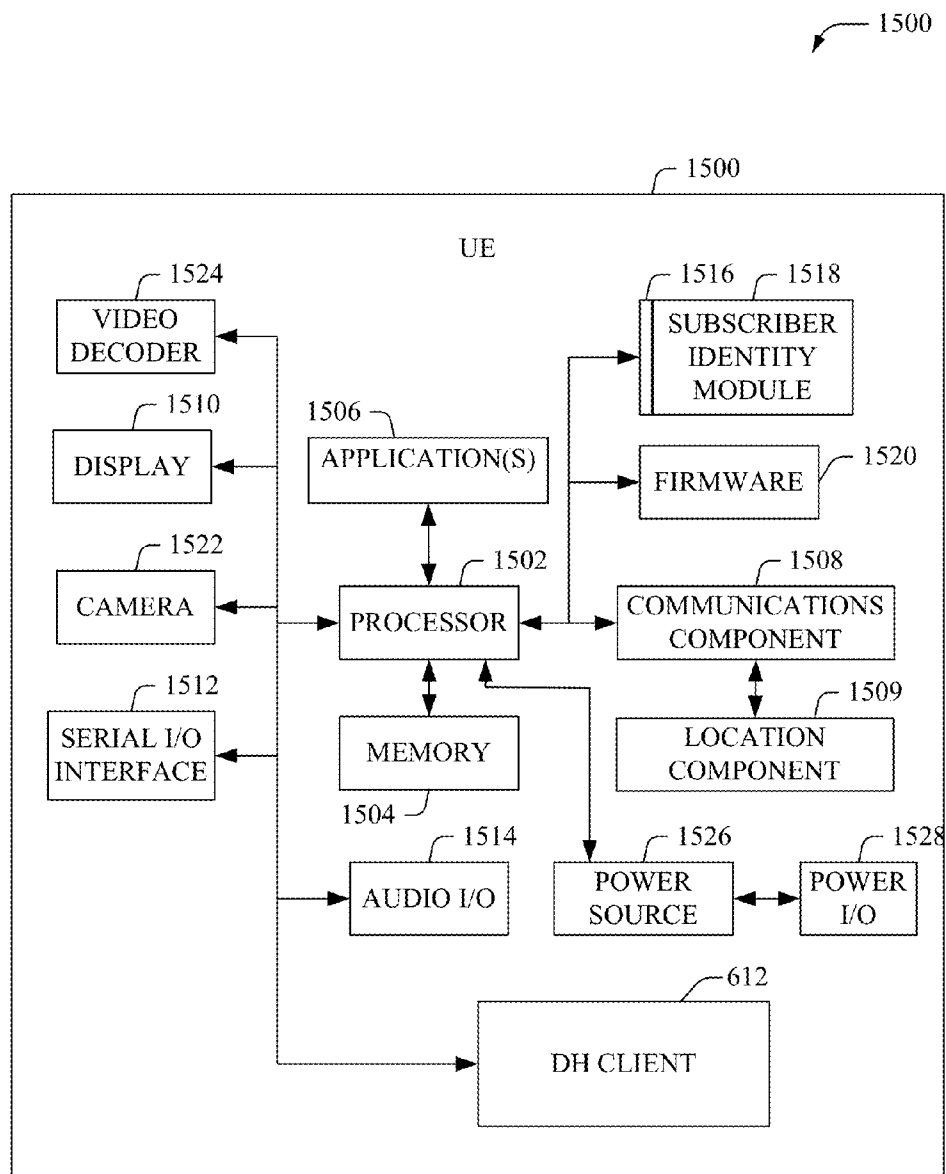 1500
1500
UE
1524
VIDEO
DECODER
1516
1518
SUBSCRIBER
IDENTITY
MODULE
1510
DISPLAY
1506
APPLICATION(S)
1520
FIRMWARE
1522
CAMERA
1502
PROCESSOR
1508
COMMUNICATIONS
COMPONENT
1512
SERIAL I/O
INTERFACE
MEMORY
1504
1509
LOCATION
COMPONENT
1514
AUDIO I/O
1526
POWER
SOURCE
1528
POWER
I/O
612
DH CLIENT